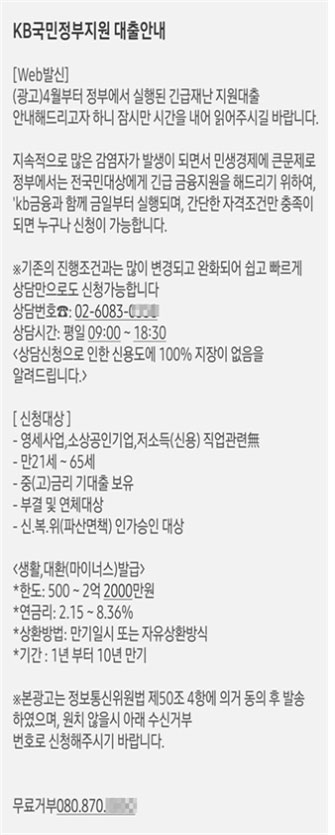 KB국민정부지원 대출안내
[Web발신]
(광고)4월부터 정부에서 실행된 긴급재난 지원대출
안내해드리고자 하니 잠시만 시간을 내어 읽어주시길 바랍니다.
지속적으로 많은 감염자가 발생이 되면서 민생경제에 큰문제로
정부에서는 전국민대상에게 긴급 금융지원을 해드리기 위하여,
'kb금융과 함께 금일부터 실행되며, 간단한 자격조건만 충족이
되면 누구나 신청이 가능합니다.
※기존의 진행조건과는 많이 변경되고 완화되어 쉽고 빠르게
상담만으로도 신청가능합니다
상담번호☎: 02-6083-
상담시간: 평일 09:00 ~ 18:30
<상담신청으로 인한 신용도에 100% 지장이 없음을
알려드립니다.>
[ 신청대상 ]
- 영세사업,소상공인기업,저소득(신용) 직업관련無
- 만21세 ~ 65세
- 중(고)금리 기대출 보유
- 부결 및 연체대상
- 신.복.위(파산면책) 인가승인 대상
<생활,대환(마이너스)발급>
*한도: 500 ~ 2억 2000만원
*연금리: 2.15 ~ 8.36%
*상환방법: 만기일시 또는 자유상환방식
*기간 : 1년 부터 10년 만기
※본광고는 정보통신위원법 제50조 4항에 의거 동의 후 발송
하였으며, 원치 않을시 아래 수신거부
번호로 신청해주시기 바랍니다.
무료거부080.870.